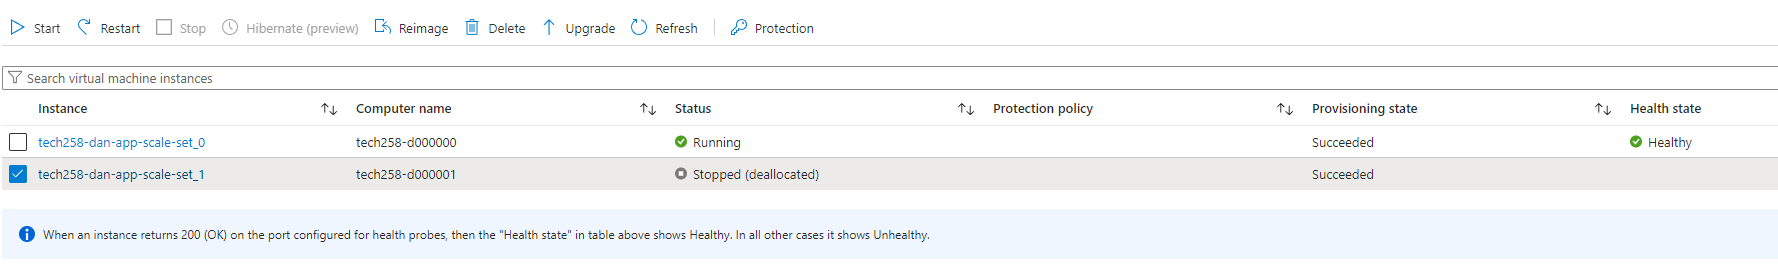 Start Restart Stop Hibernate (preview) Reimage Delete Upgrade Refresh Protection
Search virtual machine instances
Instance Computer name Status Protection policy Provisioning state Health state
tech258-dan-app-scale-set_0 tech258-d000000 Running Succeeded Healthy
tech258-dan-app-scale-set_1 tech258-d000001 Stopped (deallocated) Succeeded
When an instance returns 200 (OK) on the port configured for health probes, then the "Health state" in table above shows Healthy. In all other cases it shows Unhealthy.